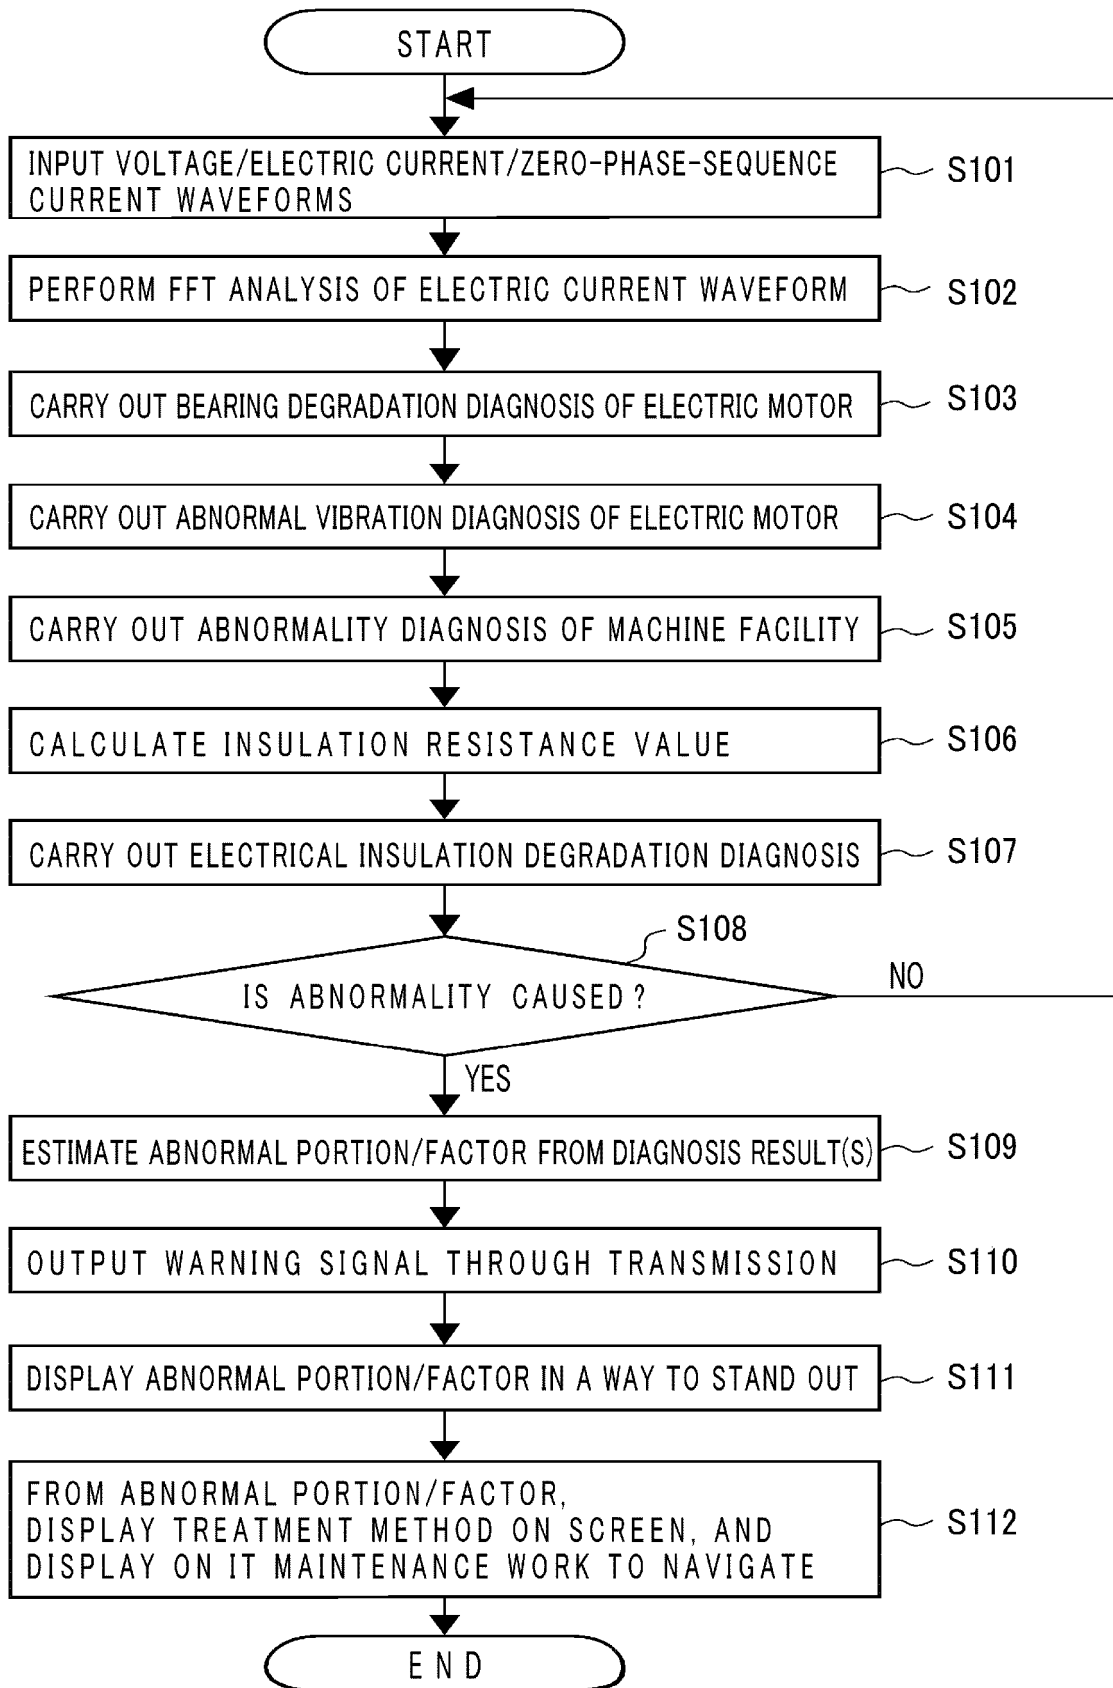 START
INPUT VOLTAGE/ELECTRIC CURRENT/ZERO-PHASE-SEQUENCE
CURRENT WAVEFORMS
S101
PERFORM FFT ANALYSIS OF ELECTRIC CURRENT WAVEFORM
S102
CARRY OUT BEARING DEGRADATION DIAGNOSIS OF ELECTRIC MOTOR
S103
CARRY OUT ABNORMAL VIBRATION DIAGNOSIS OF ELECTRIC MOTOR
S104
CARRY OUT ABNORMALITY DIAGNOSIS OF MACHINE FACILITY
S105
CALCULATE INSULATION RESISTANCE VALUE
S106
CARRY OUT ELECTRICAL INSULATION DEGRADATION DIAGNOSIS
S107
S108
IS ABNORMALITY CAUSED?
NO
YES
ESTIMATE ABNORMAL PORTION/FACTOR FROM DIAGNOSIS RESULT(S)
S109
OUTPUT WARNING SIGNAL THROUGH TRANSMISSION
S110
DISPLAY ABNORMAL PORTION/FACTOR IN A WAY TO STAND OUT
S111
FROM ABNORMAL PORTION/FACTOR,
DISPLAY TREATMENT METHOD ON SCREEN, AND
DISPLAY ON IT MAINTENANCE WORK TO NAVIGATE
S112
END